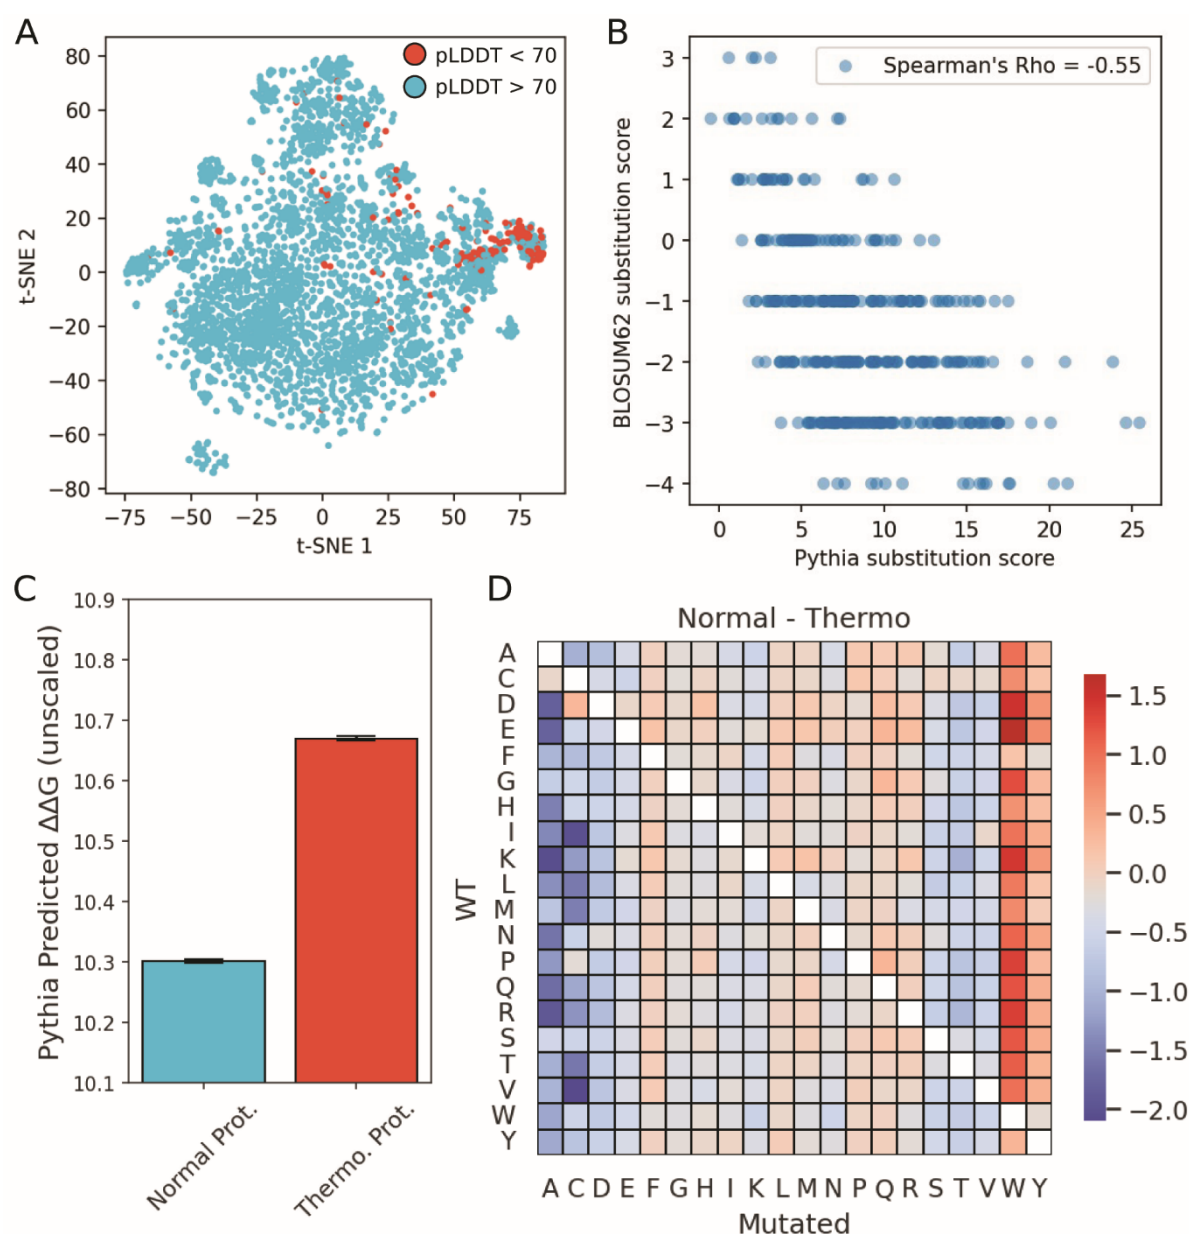 A
pLDDT < 70
pLDDT > 70
80
60
40
20
0
−20
−40
−60
−80
−75 −50 −25 0 25 50 75
t-SNE 1
t-SNE 2
B
Spearman's Rho = -0.55
3
2
1
0
−1
−2
−3
−4
0 5 10 15 20 25
Pythia substitution score
BLOSUM62 substitution score
C
10.9
10.8
10.7
10.6
10.5
10.4
10.3
10.2
10.1
Pythia Predicted ΔΔG (unscaled)
Normal Prot.
Thermo. Prot.
D
Normal - Thermo
A
C
D
E
F
G
H
I
K
L
M
N
P
Q
R
S
T
V
W
Y
WT
A C D E F G H I K L M N P Q R S T V W Y
Mutated
1.5
1.0
0.5
0.0
−0.5
−1.0
−1.5
−2.0